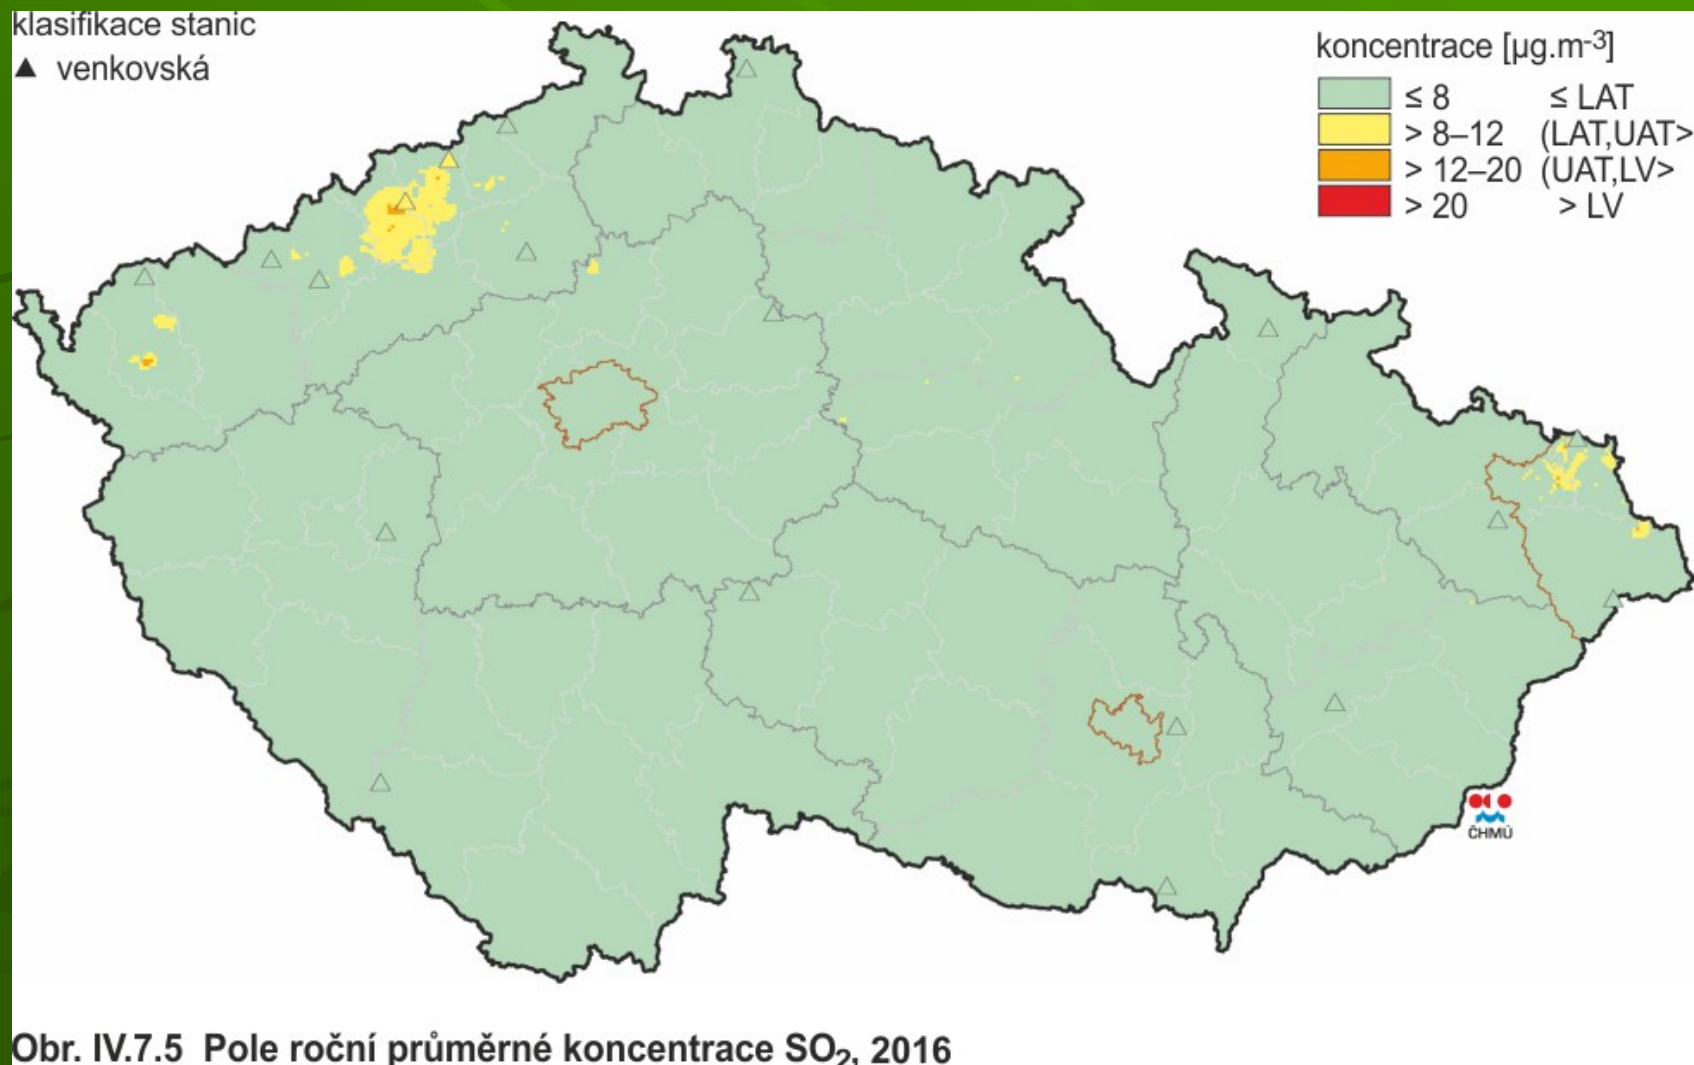 klasifikace stanic
▲ venkovská
koncentrace [µg.m-3]
≤ 8 ≤ LAT
> 8–12 (LAT,UAT>
> 12–20 (UAT,LV>
> 20 > LV
ČHMÚ
Obr. IV.7.5 Pole roční průměrné koncentrace SO2, 2016